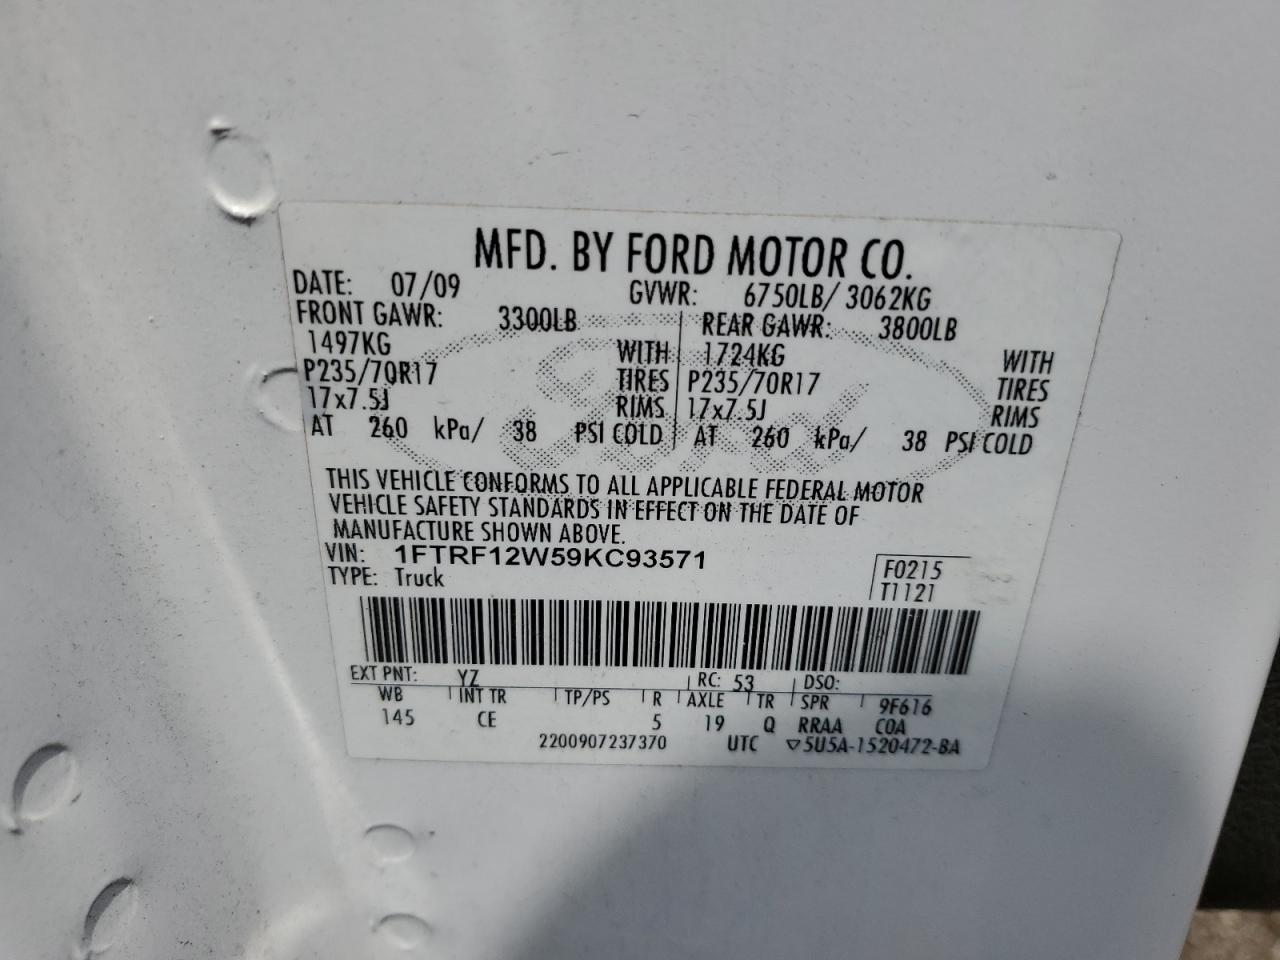 MFD. BY FORD MOTOR CO.
DATE: 07/09 GVWR: 6750LB/ 3062KG
FRONT GAWR: 3300LB REAR GAWR: 3800LB
1497KG WITH 1724KG WITH
P235/70R17 TIRES P235/70R17 TIRES
17x7.5J RIMS 17x7.5J RIMS
AT 260 kPa/ 38 PSI COLD AT 260 kPa/ 38 PSI COLD
Ford
THIS VEHICLE CONFORMS TO ALL APPLICABLE FEDERAL MOTOR
VEHICLE SAFETY STANDARDS IN EFFECT ON THE DATE OF
MANUFACTURE SHOWN ABOVE.
VIN: 1FTRF12W59KC93571 F0215
TYPE: Truck T1121
EXT PNT: YZ RC: 53 DSO:
WB INT TR TP/PS R AXLE TR SPR 9F616
145 CE 5 19 Q RRAA COA
2200907237370 UTC ▽5U5A-1520472-BA